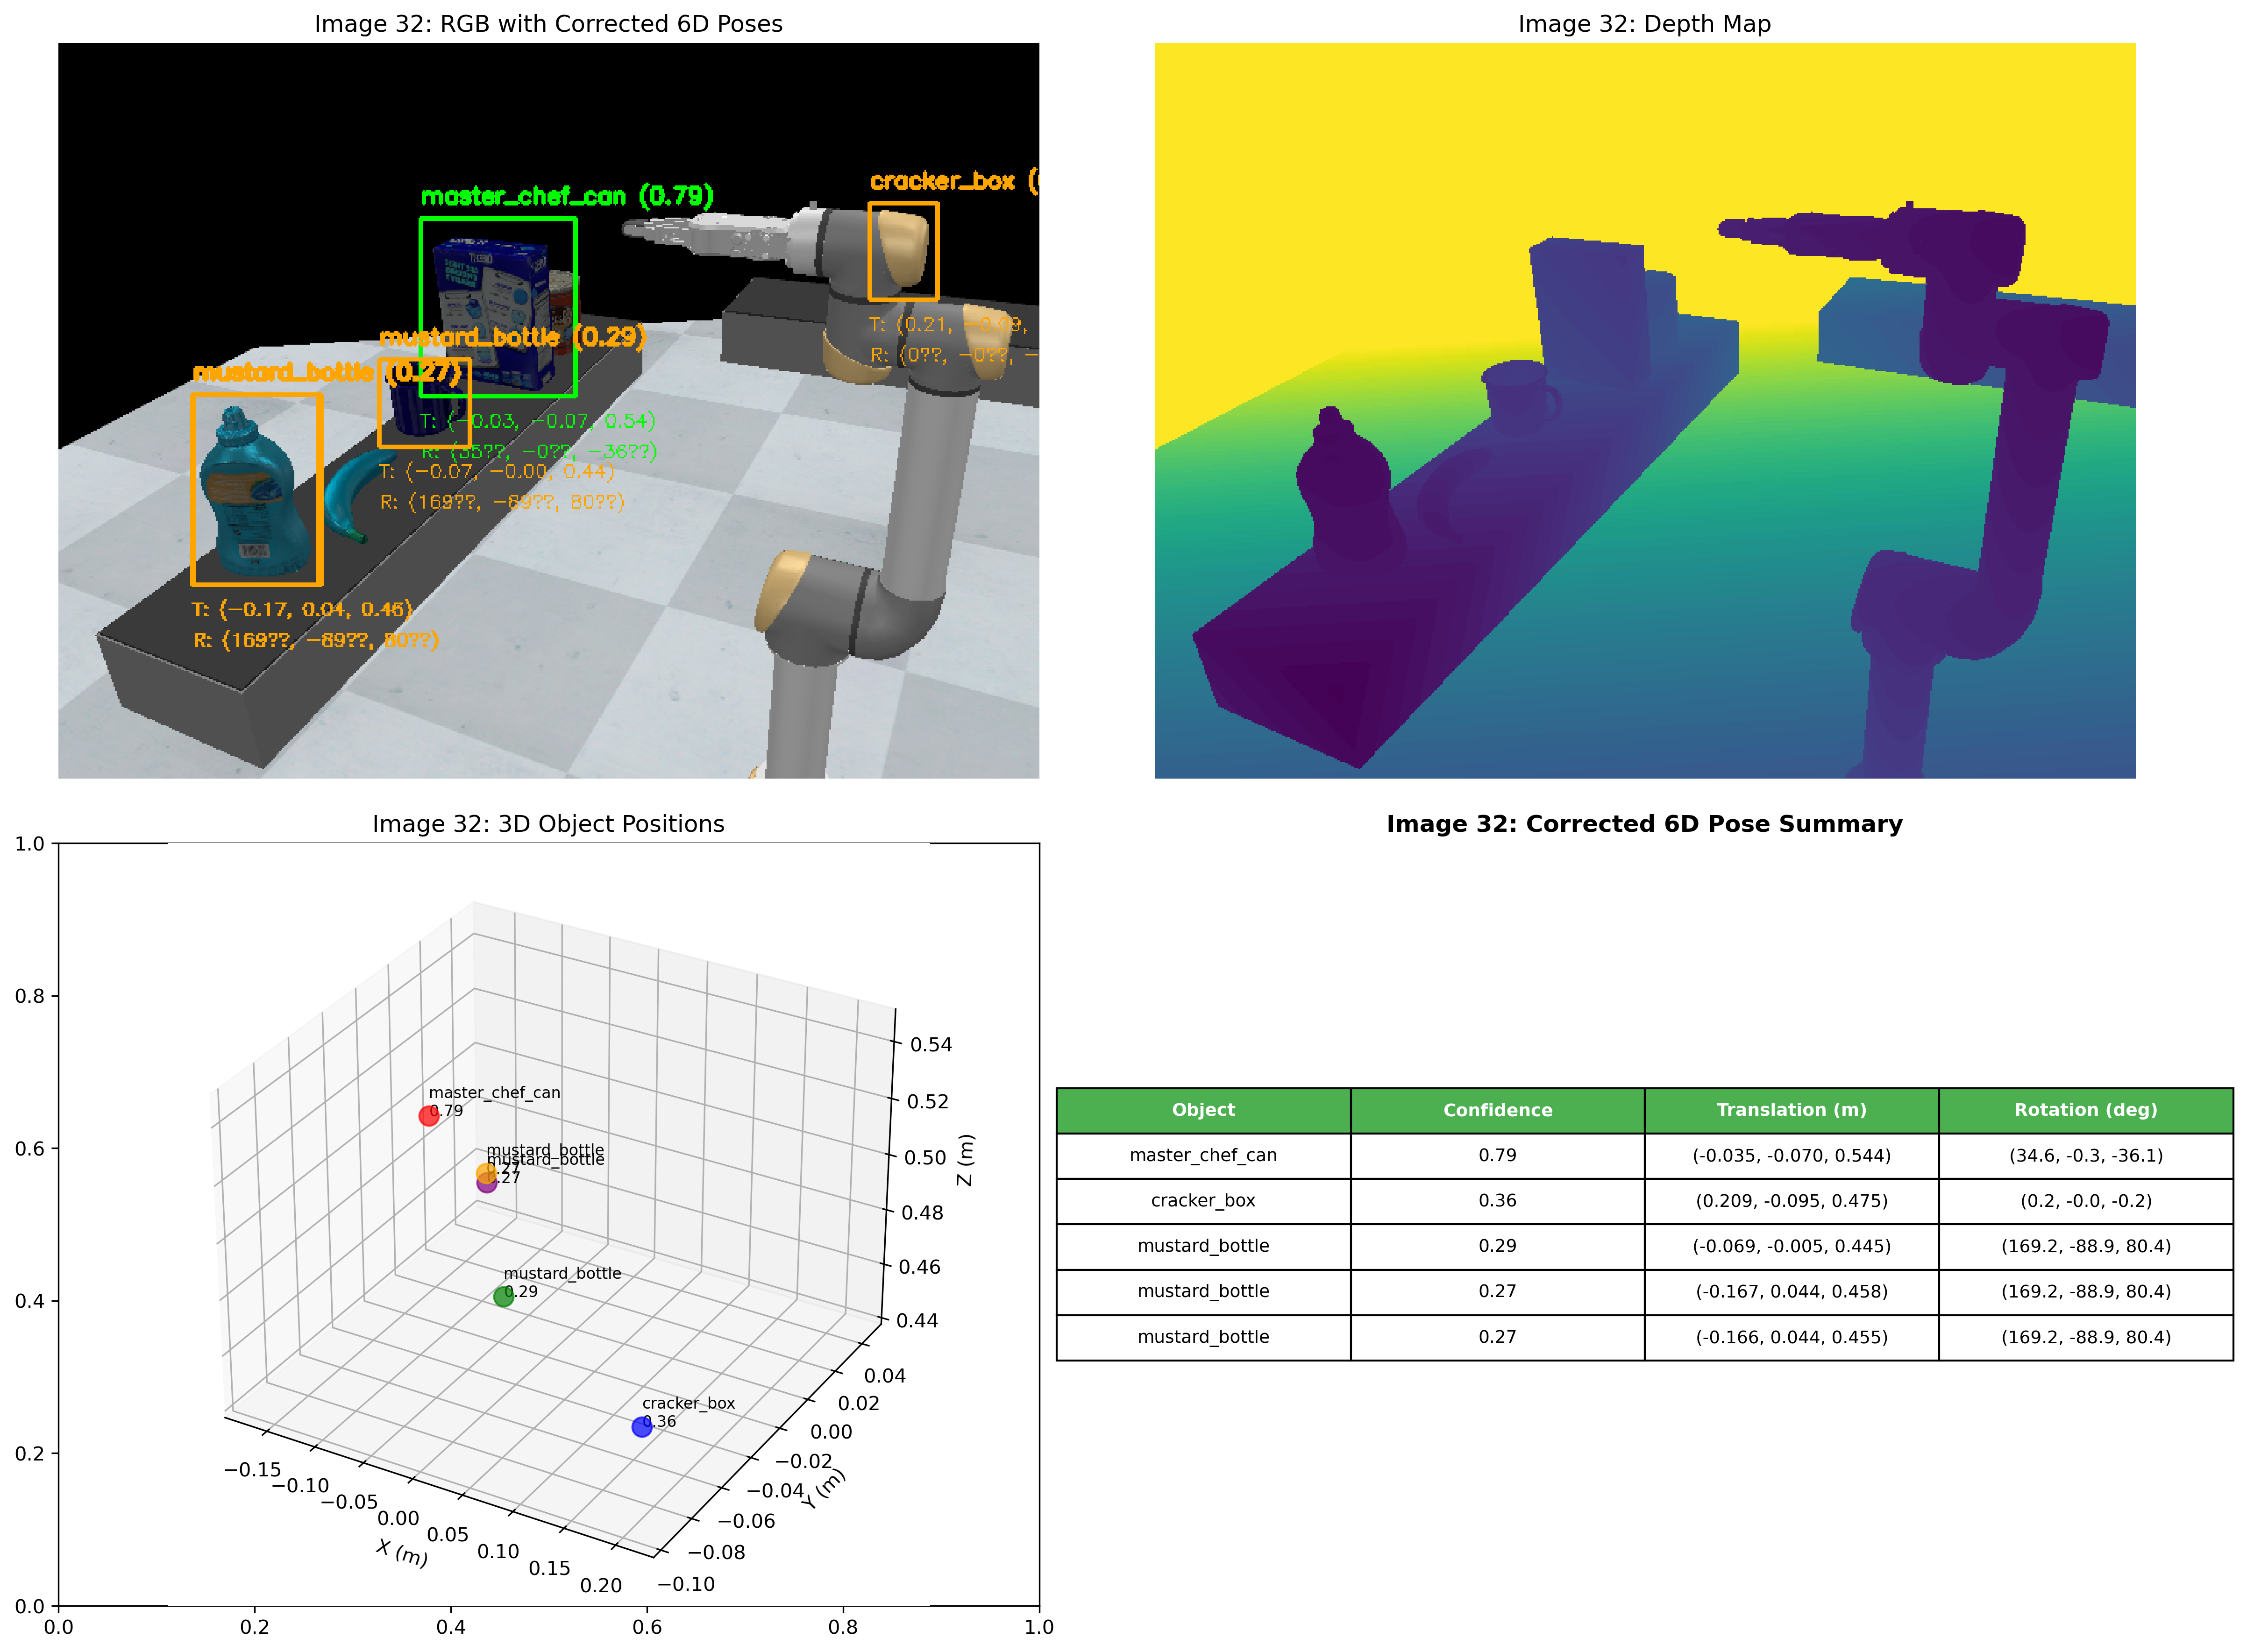 Image 32: RGB with Corrected 6D Poses
master_chef_can (0.79)
cracker_box (
T: (0.21, −0.09,
R: (0??, −0??, −
mustard_bottle (0.29)
mustard_bottle (0.27)
T: (−0.03, −0.07, 0.54)
R: (35??, −0??, −36??)
T: (−0.07, −0.00, 0.44)
R: (169??, −89??, 80??)
T: (−0.17, 0.04, 0.46)
R: (169??, −89??, 80??)
Image 32: Depth Map
Image 32: 3D Object Positions
1.0
0.8
0.6
0.4
0.2
0.0
0.0 0.2 0.4 0.6 0.8 1.0
master_chef_can
0.79
mustard_bottle
0.27
mustard_bottle
0.27
mustard_bottle
0.29
cracker_box
0.36
0.54
0.52
0.50
0.48
0.46
0.44
Z (m)
0.04
0.02
0.00
−0.02
−0.04
−0.06
−0.08
−0.10
Y (m)
−0.15
−0.10
−0.05
0.00
0.05
0.10
0.15
0.20
X (m)
Image 32: Corrected 6D Pose Summary
Object Confidence Translation (m) Rotation (deg)
master_chef_can 0.79 (-0.035, -0.070, 0.544) (34.6, -0.3, -36.1)
cracker_box 0.36 (0.209, -0.095, 0.475) (0.2, -0.0, -0.2)
mustard_bottle 0.29 (-0.069, -0.005, 0.445) (169.2, -88.9, 80.4)
mustard_bottle 0.27 (-0.167, 0.044, 0.458) (169.2, -88.9, 80.4)
mustard_bottle 0.27 (-0.166, 0.044, 0.455) (169.2, -88.9, 80.4)